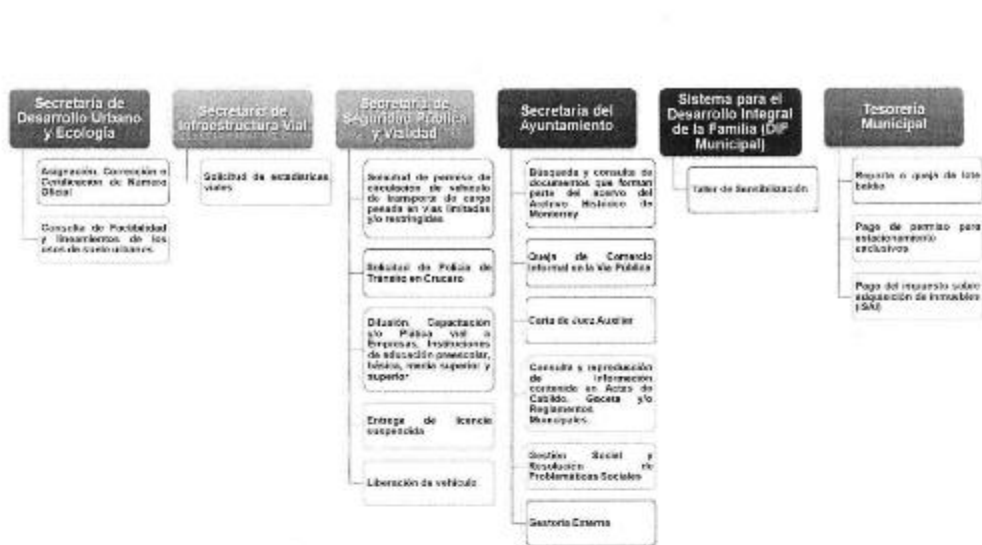 Secretaría de
Desarrollo Urbano
y Ecología
Asignación, Corrección o
Certificación de Número
Oficial
Consulta de Factibilidad
y lineamientos de los
usos de suelo urbanos.
Secretaría de
Infraestructura Vial
Solicitud de estadísticas
viales
Secretaría de
Seguridad Pública
y Vialidad
Solicitud de permiso de
circulación de vehículo
de transporte de carga
pesada en vías limitadas
y/o restringidas
Solicitud de Policía de
Tránsito en Crucero
Difusión, Capacitación
y/o Plática vial a
Empresas, Instituciones
de educación preescolar,
básica, media superior y
superior
Entrega de licencia
suspendida
Liberación de vehículo
Secretaría del
Ayuntamiento
Búsqueda y consulta de
documentos que forman
parte del acervo del
Archivo Histórico de
Monterrey
Queja de Comercio
Informal en la Vía Pública
Carta de Juez Auxiliar
Consulta y reproducción
de información
contenida en Actas de
Cabildo, Gaceta y/o
Reglamentos
Municipales
Gestión Social y
Resolución de
Problemáticas Sociales
Gestoría Externa
Sistema para el
Desarrollo Integral
de la Familia (DIF
Municipal)
Taller de Sensibilización
Tesorería
Municipal
Reporte o queja de lote
baldío
Pago de permiso para
estacionamiento
exclusivos
Pago del impuesto sobre
adquisición de inmuebles
(ISAI)